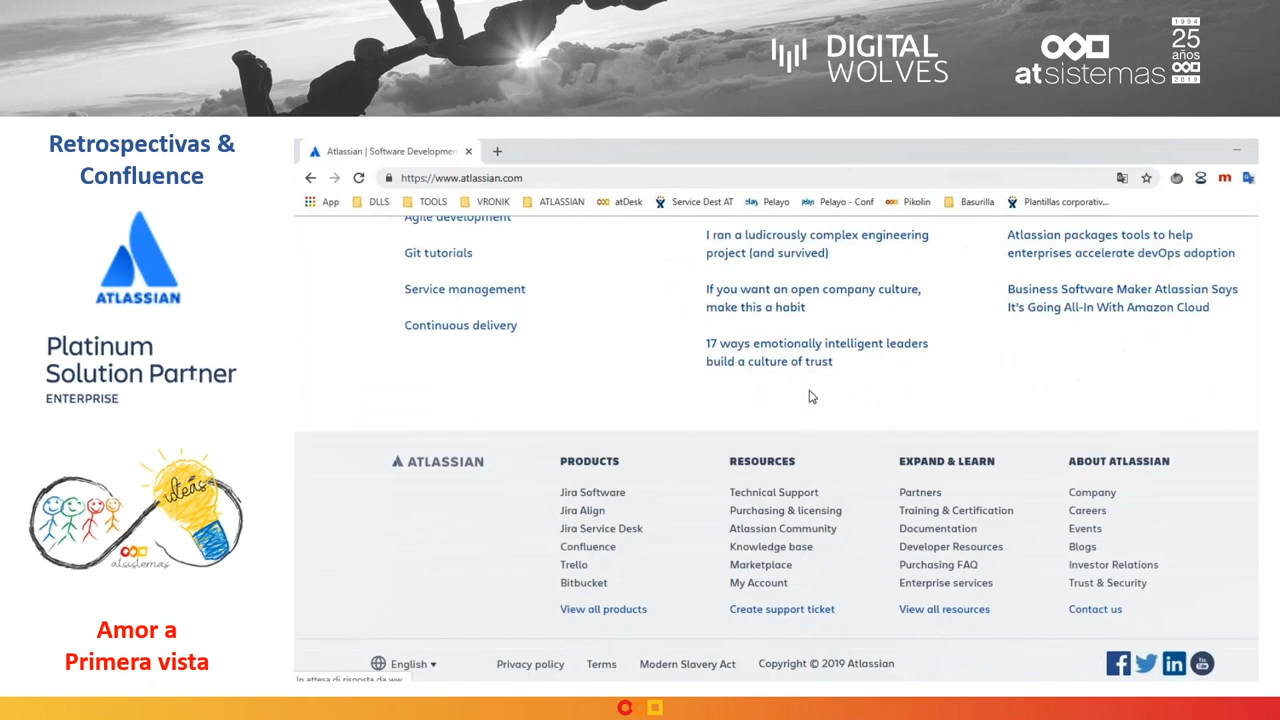 DIGITAL
WOLVES
atsistemas
1994
25
años
2019
Retrospectivas &
Confluence
ATLASSIAN
Platinum
Solution Partner
ENTERPRISE
ideas
atsistemas
Amor a
Primera vista
Atlassian | Software Developmen
https://www.atlassian.com
App DLLS TOOLS VRONIK ATLASSIAN atDesk Service Dest AT Pelayo Pelayo - Conf Pikolin Basurilla Plantillas corporativ...
Agile development
Git tutorials
Service management
Continuous delivery
I ran a ludicrously complex engineering
project (and survived)
If you want an open company culture,
make this a habit
17 ways emotionally intelligent leaders
build a culture of trust
Atlassian packages tools to help
enterprises accelerate devOps adoption
Business Software Maker Atlassian Says
It's Going All-In With Amazon Cloud
ATLASSIAN
PRODUCTS
Jira Software
Jira Align
Jira Service Desk
Confluence
Trello
Bitbucket
View all products
RESOURCES
Technical Support
Purchasing & licensing
Atlassian Community
Knowledge base
Marketplace
My Account
Create support ticket
EXPAND & LEARN
Partners
Training & Certification
Documentation
Developer Resources
Purchasing FAQ
Enterprise services
View all resources
ABOUT ATLASSIAN
Company
Careers
Events
Blogs
Investor Relations
Trust & Security
Contact us
English
Privacy policy
Terms
Modern Slavery Act
Copyright © 2019 Atlassian
In attesa di risposta da ww